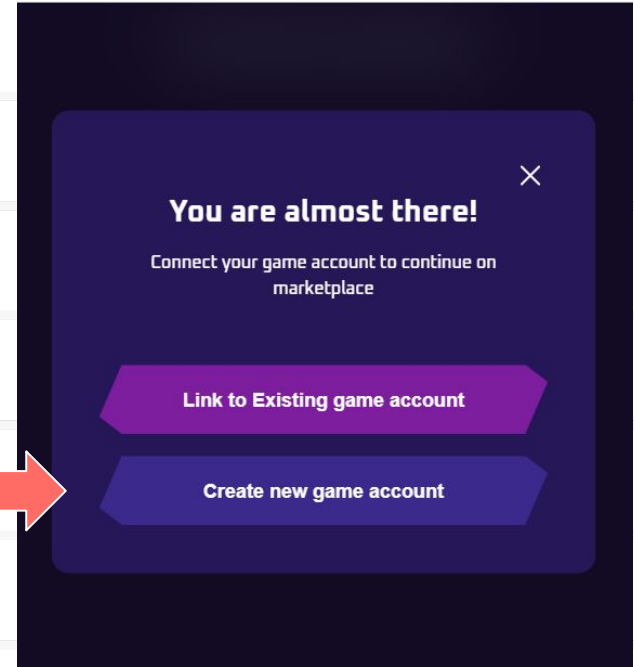 You are almost there!
Connect your game account to continue on
marketplace
Link to Existing game account
Create new game account